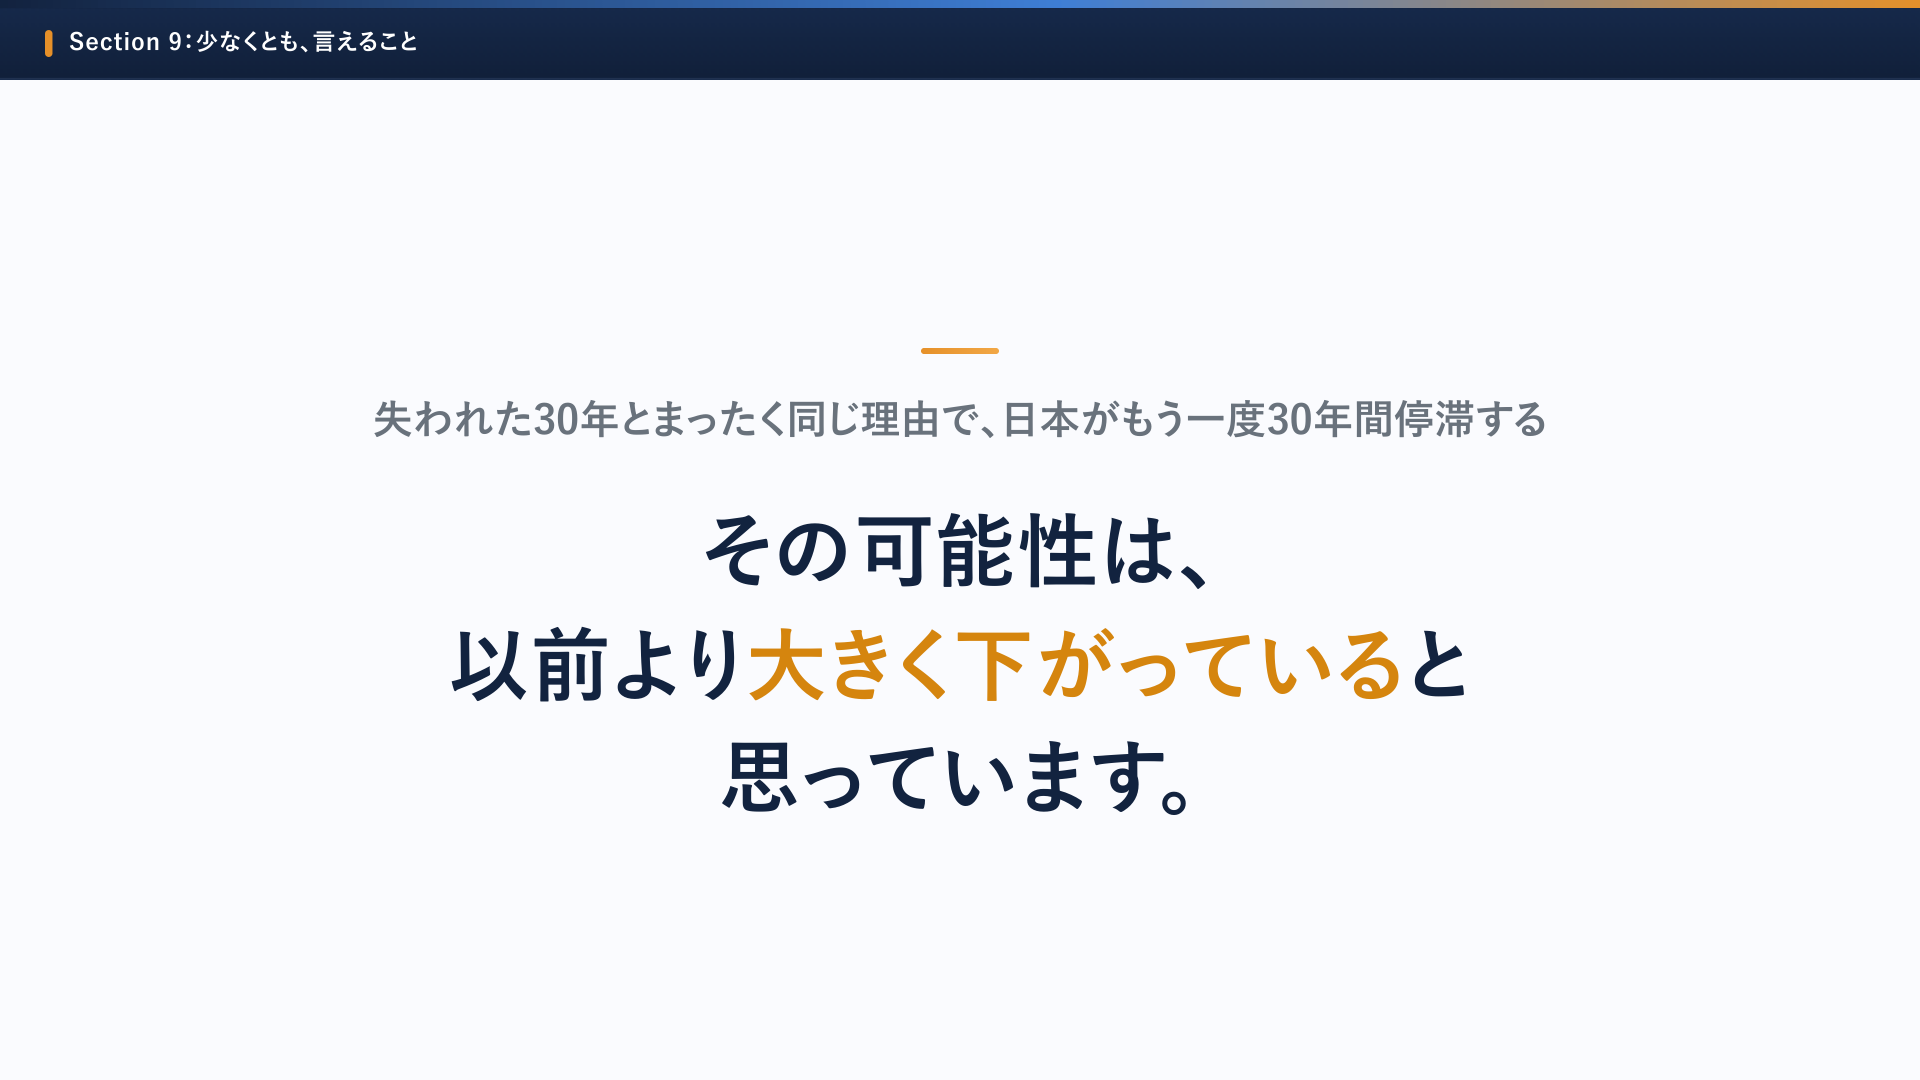 Section 9：少なくとも、言えること
失われた30年とまったく同じ理由で、日本がもう一度30年間停滞する
その可能性は、
以前より大きく下がっていると
思っています。